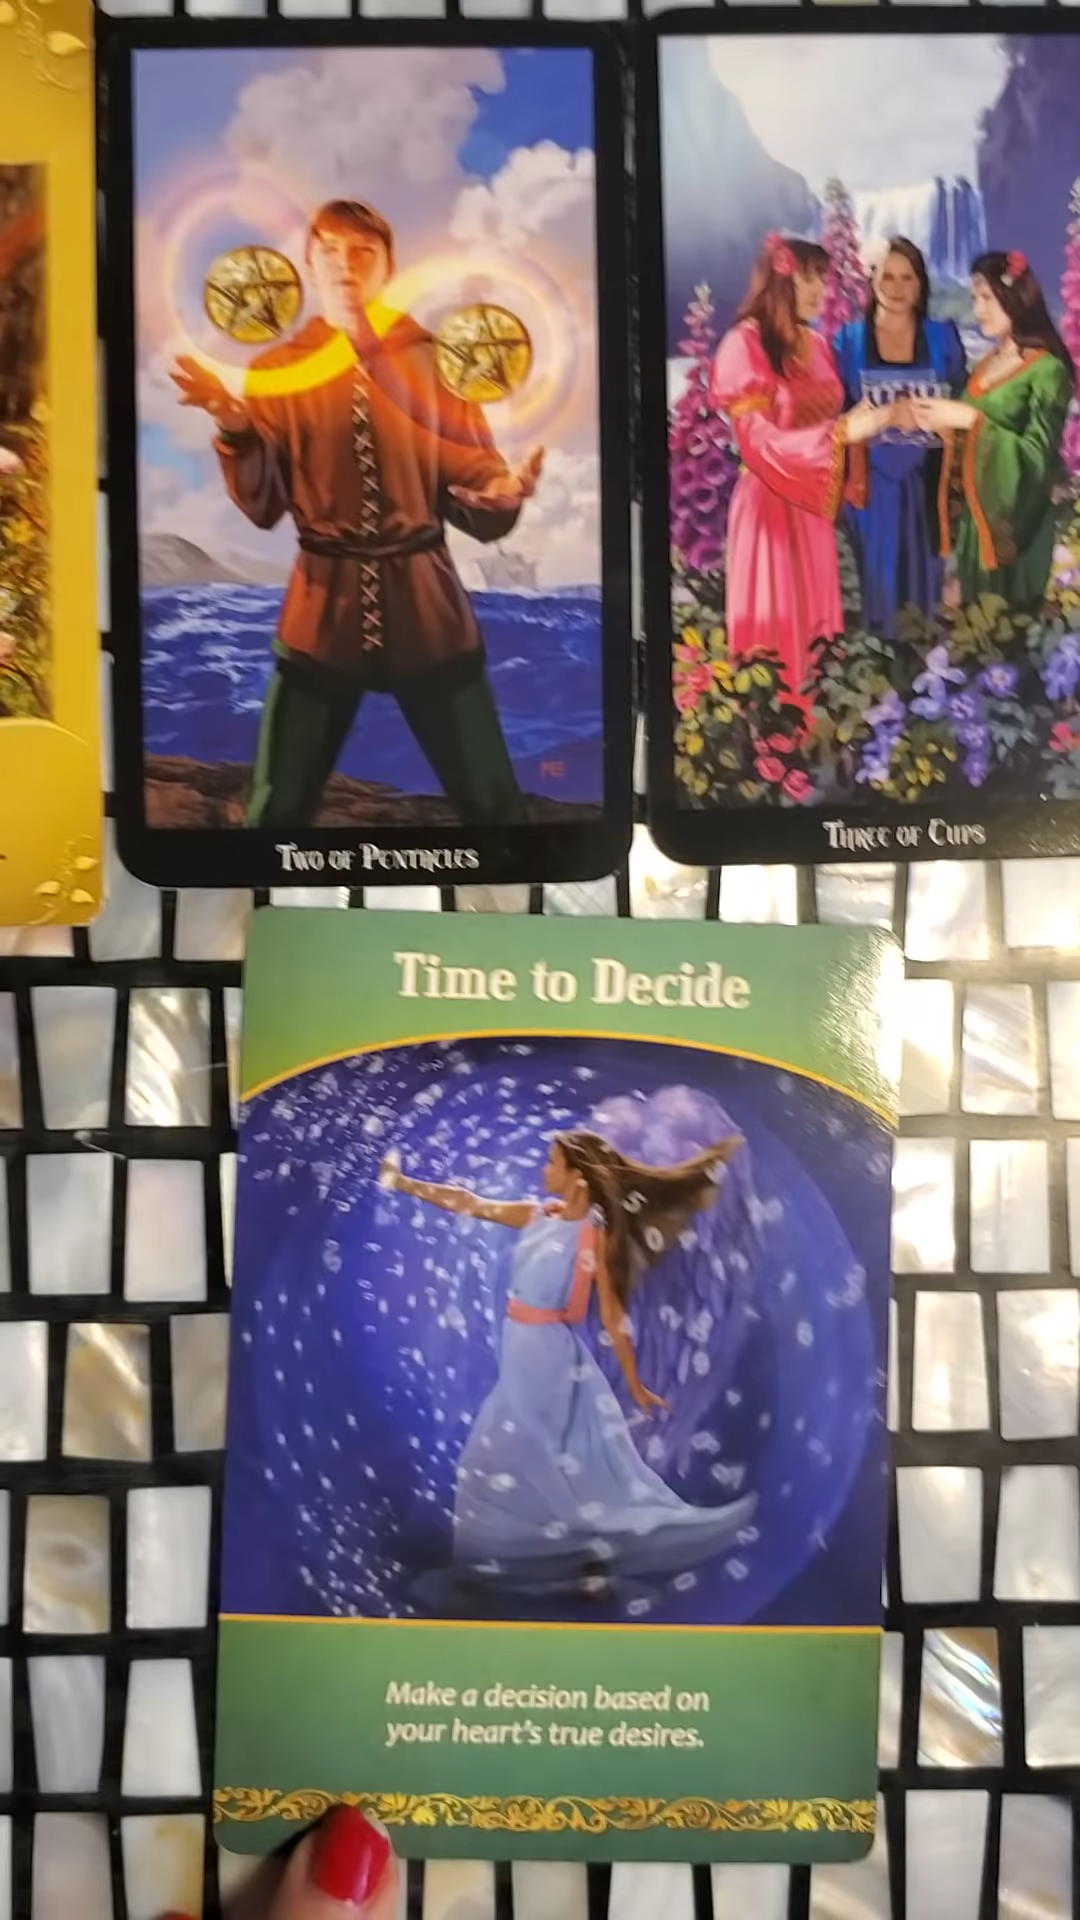 Two of Pentacles
Three of Cups
Time to Decide
Make a decision based on
your heart's true desires.